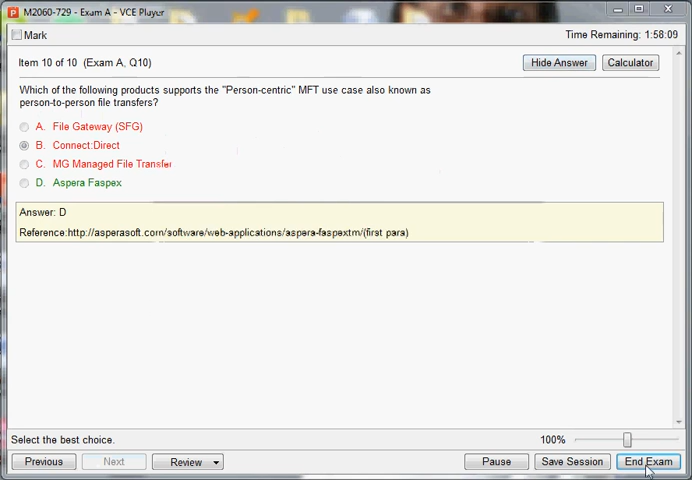 M2060-729 - Exam A - VCE Player
Mark
Time Remaining: 1:58:09
Item 10 of 10 (Exam A, Q10)
Hide Answer
Calculator
Which of the following products supports the "Person-centric" MFT use case also known as
person-to-person file transfers?
A. File Gateway (SFG)
B. Connect:Direct
C. MG Managed File Transfer
D. Aspera Faspex
Answer: D
Reference:http://asperasoft.com/software/web-applications/aspera-faspextm/(first para)
Select the best choice.
100%
Previous
Next
Review
Pause
Save Session
End Exam